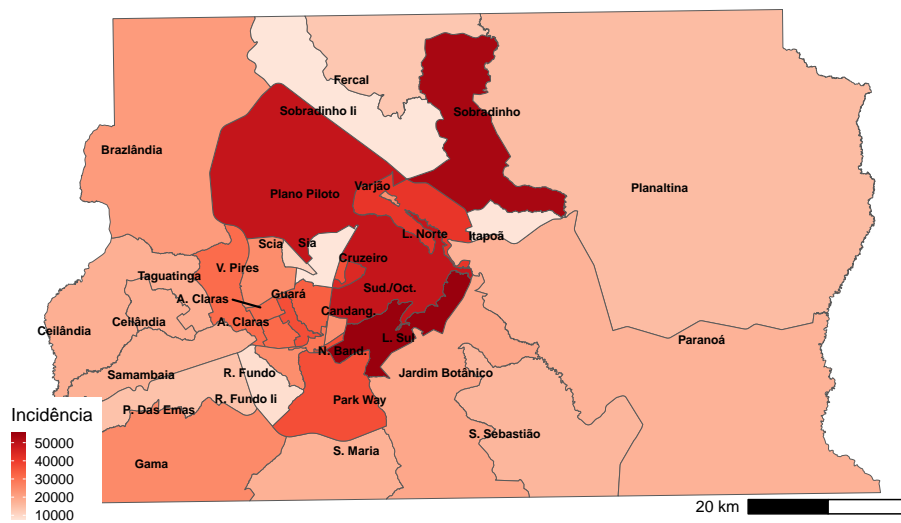 Fercal
Sobradinho Ii
Sobradinho
Brazlândia
Varjão
Plano Piloto
Planaltina
L. Norte
Itapoã
Scia
Sia
Cruzeiro
V. Pires
Taguatinga
Guará
Sud./Oct.
A. Claras
Candang.
Ceilândia
Ceilândia
A. Claras
L. Sul
Paranoá
N. Band.
R. Fundo
Jardim Botânico
Samambaia
R. Fundo Ii
Park Way
P. Das Emas
S. Sebastião
S. Maria
Gama
Incidência
50000
40000
30000
20000
10000
20 km